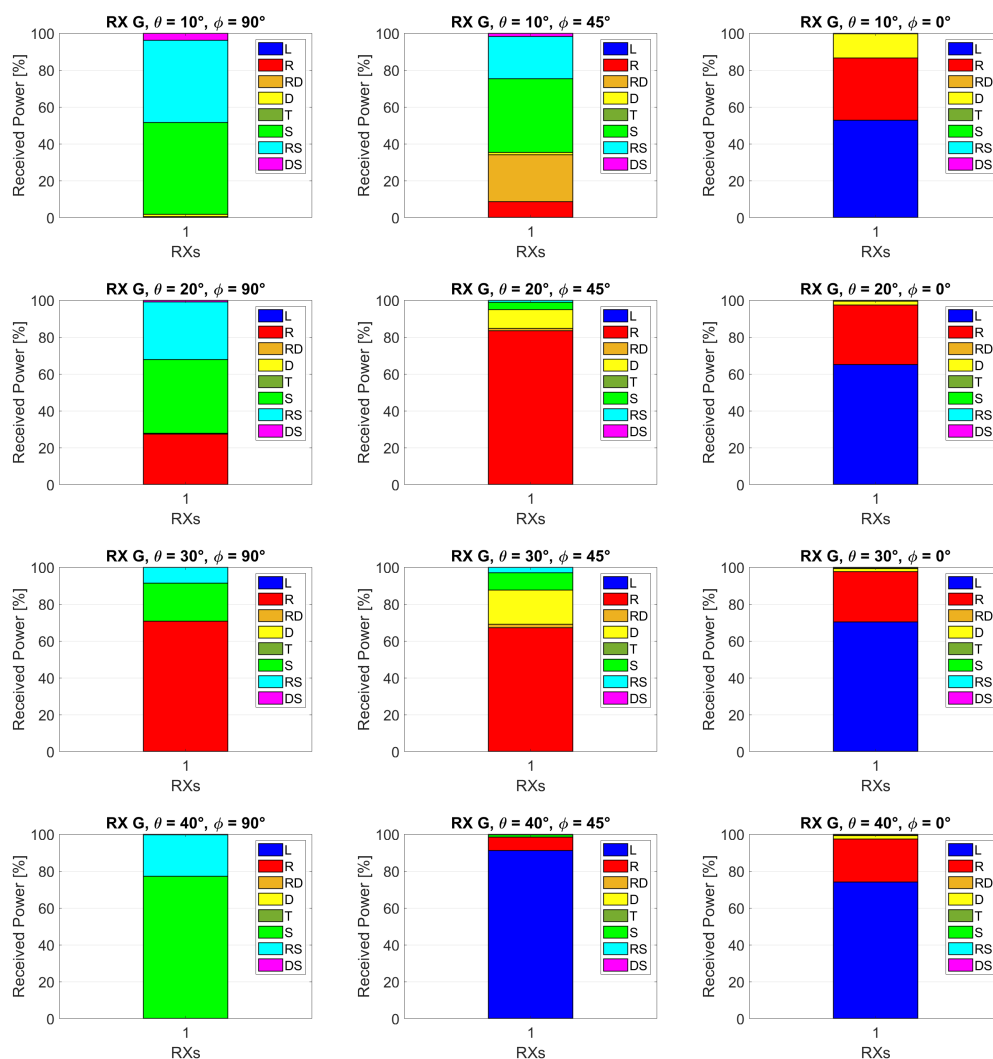 RX G, θ = 10°, ϕ = 90°
Received Power [%]
100
80
60
40
20
0
1
RXs
L
R
RD
D
T
S
RS
DS
RX G, θ = 10°, ϕ = 45°
Received Power [%]
100
80
60
40
20
0
1
RXs
L
R
RD
D
T
S
RS
DS
RX G, θ = 10°, ϕ = 0°
Received Power [%]
100
80
60
40
20
0
1
RXs
L
R
RD
D
T
S
RS
DS
RX G, θ = 20°, ϕ = 90°
Received Power [%]
100
80
60
40
20
0
1
RXs
L
R
RD
D
T
S
RS
DS
RX G, θ = 20°, ϕ = 45°
Received Power [%]
100
80
60
40
20
0
1
RXs
L
R
RD
D
T
S
RS
DS
RX G, θ = 20°, ϕ = 0°
Received Power [%]
100
80
60
40
20
0
1
RXs
L
R
RD
D
T
S
RS
DS
RX G, θ = 30°, ϕ = 90°
Received Power [%]
100
80
60
40
20
0
1
RXs
L
R
RD
D
T
S
RS
DS
RX G, θ = 30°, ϕ = 45°
Received Power [%]
100
80
60
40
20
0
1
RXs
L
R
RD
D
T
S
RS
DS
RX G, θ = 30°, ϕ = 0°
Received Power [%]
100
80
60
40
20
0
1
RXs
L
R
RD
D
T
S
RS
DS
RX G, θ = 40°, ϕ = 90°
Received Power [%]
100
80
60
40
20
0
1
RXs
L
R
RD
D
T
S
RS
DS
RX G, θ = 40°, ϕ = 45°
Received Power [%]
100
80
60
40
20
0
1
RXs
L
R
RD
D
T
S
RS
DS
RX G, θ = 40°, ϕ = 0°
Received Power [%]
100
80
60
40
20
0
1
RXs
L
R
RD
D
T
S
RS
DS